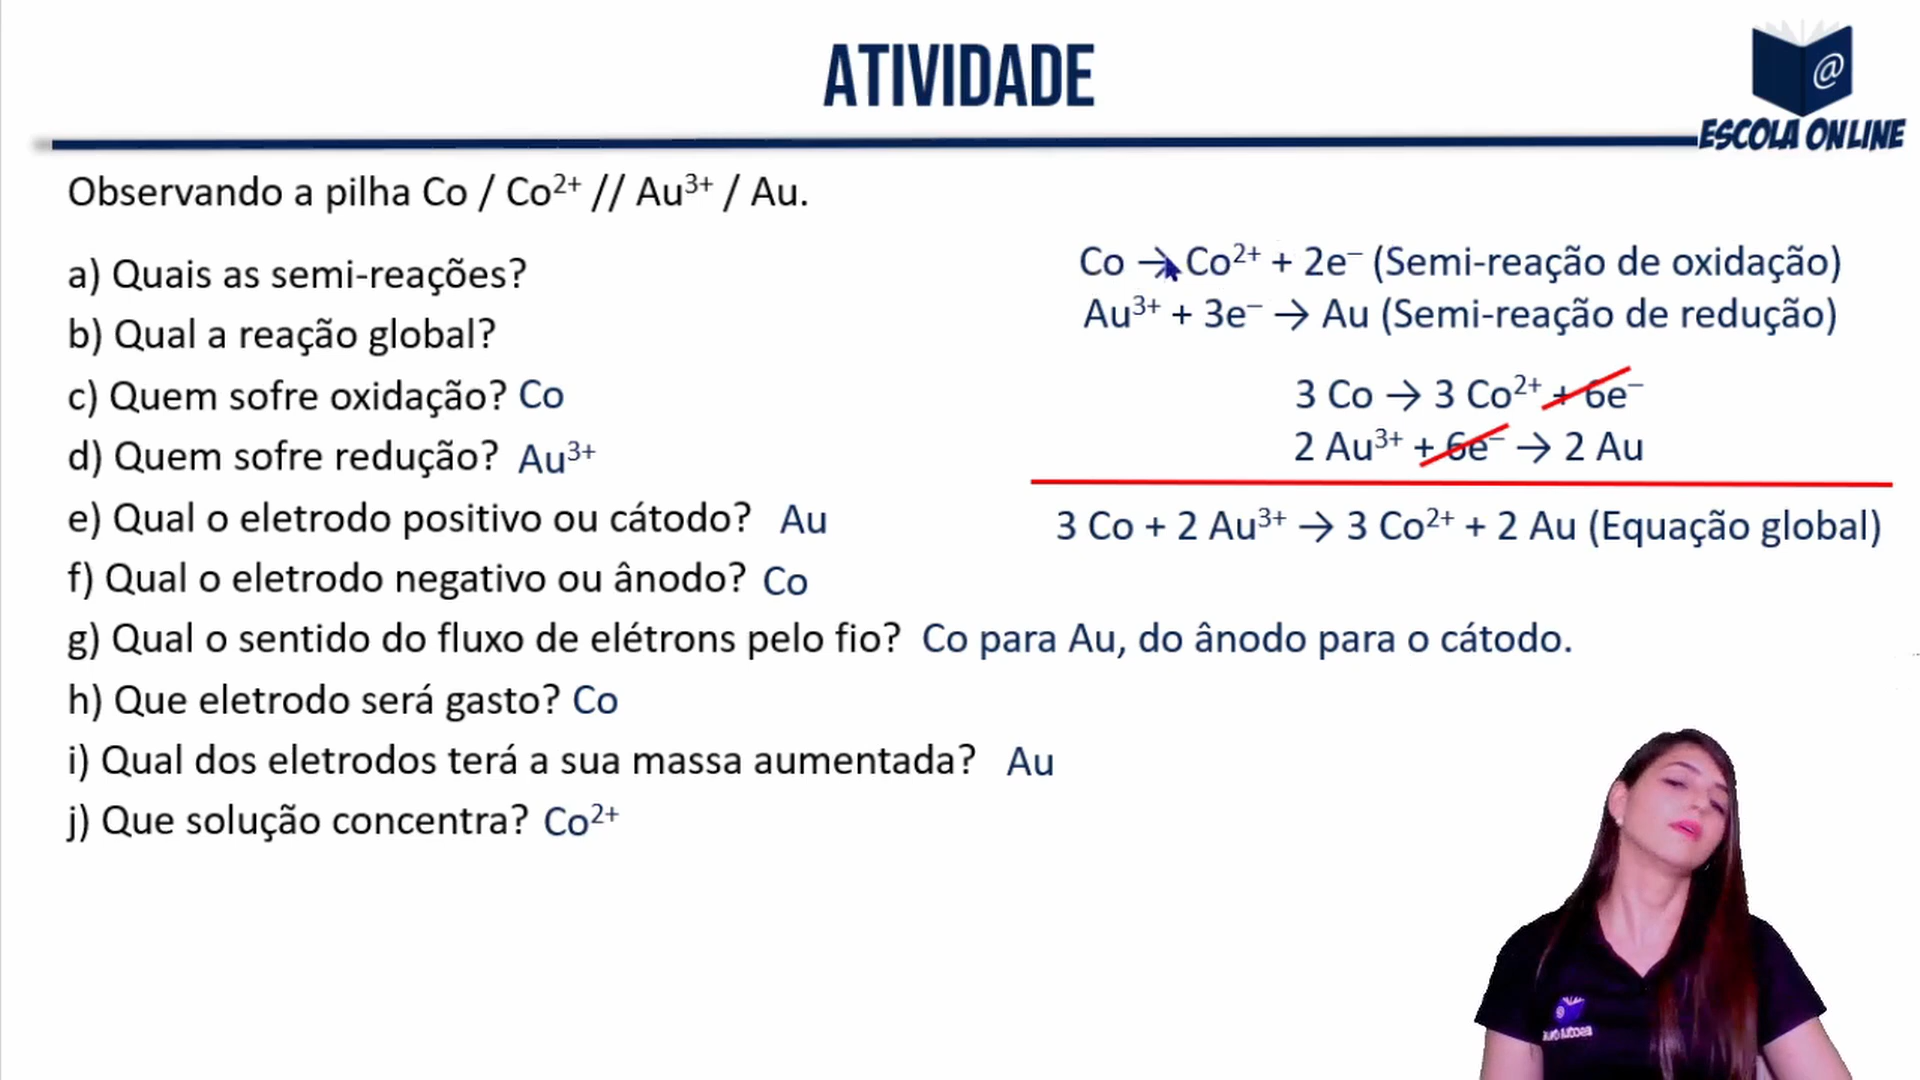 ATIVIDADE
@
ESCOLA ONLINE
Observando a pilha Co / Co²⁺ // Au³⁺ / Au.
a) Quais as semi-reações?
b) Qual a reação global?
c) Quem sofre oxidação? Co
d) Quem sofre redução? Au³⁺
e) Qual o eletrodo positivo ou cátodo? Au
f) Qual o eletrodo negativo ou ânodo? Co
g) Qual o sentido do fluxo de elétrons pelo fio? Co para Au, do ânodo para o cátodo.
h) Que eletrodo será gasto? Co
i) Qual dos eletrodos terá a sua massa aumentada? Au
j) Que solução concentra? Co²⁺
Co → Co²⁺ + 2e⁻ (Semi-reação de oxidação)
Au³⁺ + 3e⁻ → Au (Semi-reação de redução)
3 Co → 3 Co²⁺ + 6e⁻
2 Au³⁺ + 6e⁻ → 2 Au
3 Co + 2 Au³⁺ → 3 Co²⁺ + 2 Au (Equação global)